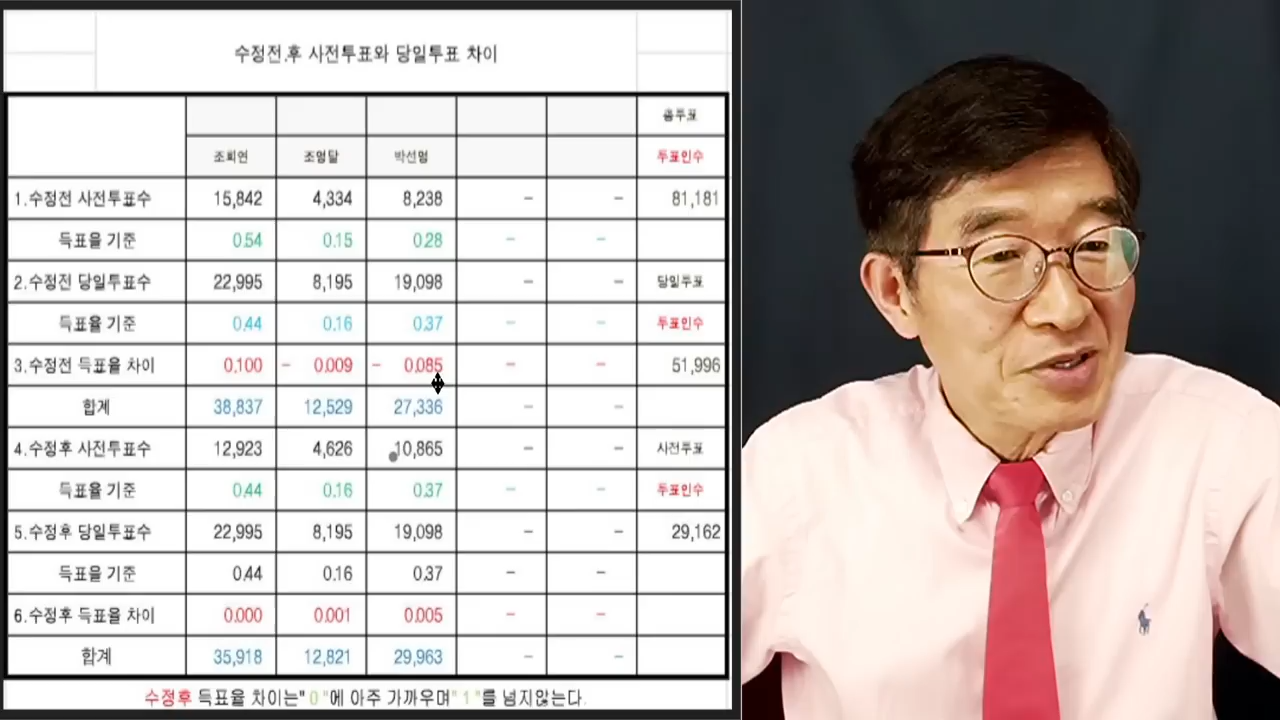 수정전.후 사전투표와 당일투표 차이
총투표
조희연 조영달 박선영 투표인수
1.수정전 사전투표수 15,842 4,334 8,238 – – 81,181
득표율 기준 0.54 0.15 0.28 – –
2.수정전 당일투표수 22,995 8,195 19,098 – – 당일투표
득표율 기준 0.44 0.16 0.37 – – 투표인수
3.수정전 득표율 차이 0.100 – 0.009 – 0.085 – – 51,996
합계 38,837 12,529 27,336 – –
4.수정후 사전투표수 12,923 4,626 10,865 – – 사전투표
득표율 기준 0.44 0.16 0.37 – – 투표인수
5.수정후 당일투표수 22,995 8,195 19,098 – – 29,162
득표율 기준 0.44 0.16 0.37 – –
6.수정후 득표율 차이 0.000 0.001 0.005 – –
합계 35,918 12,821 29,963 – –
수정후 득표율 차이는" 0 "에 아주 가까우며" 1 "를 넘지않는다.